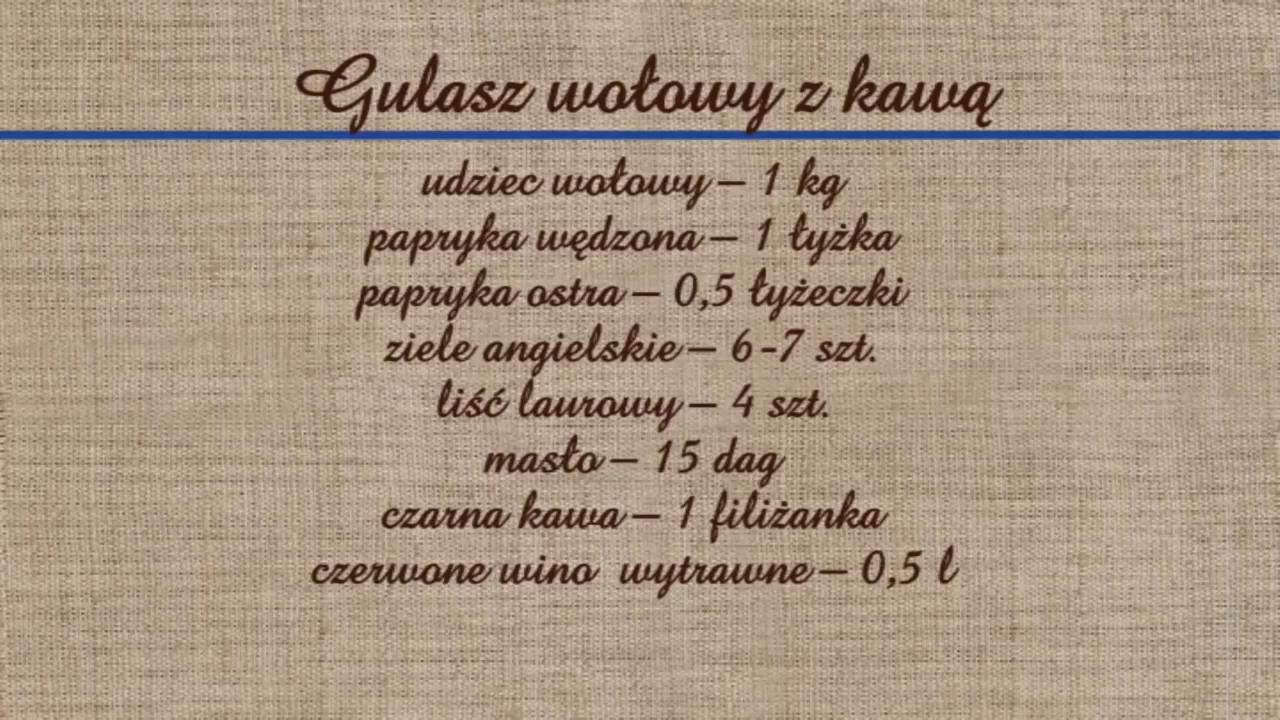 Gulasz wołowy z kawą
udziec wołowy – 1 kg
papryka wędzona – 1 łyżka
papryka ostra – 0,5 łyżeczki
ziele angielskie – 6-7 szt.
liść laurowy – 4 szt.
masło – 15 dag
czarna kawa – 1 filiżanka
czerwone wino wytrawne – 0,5 l